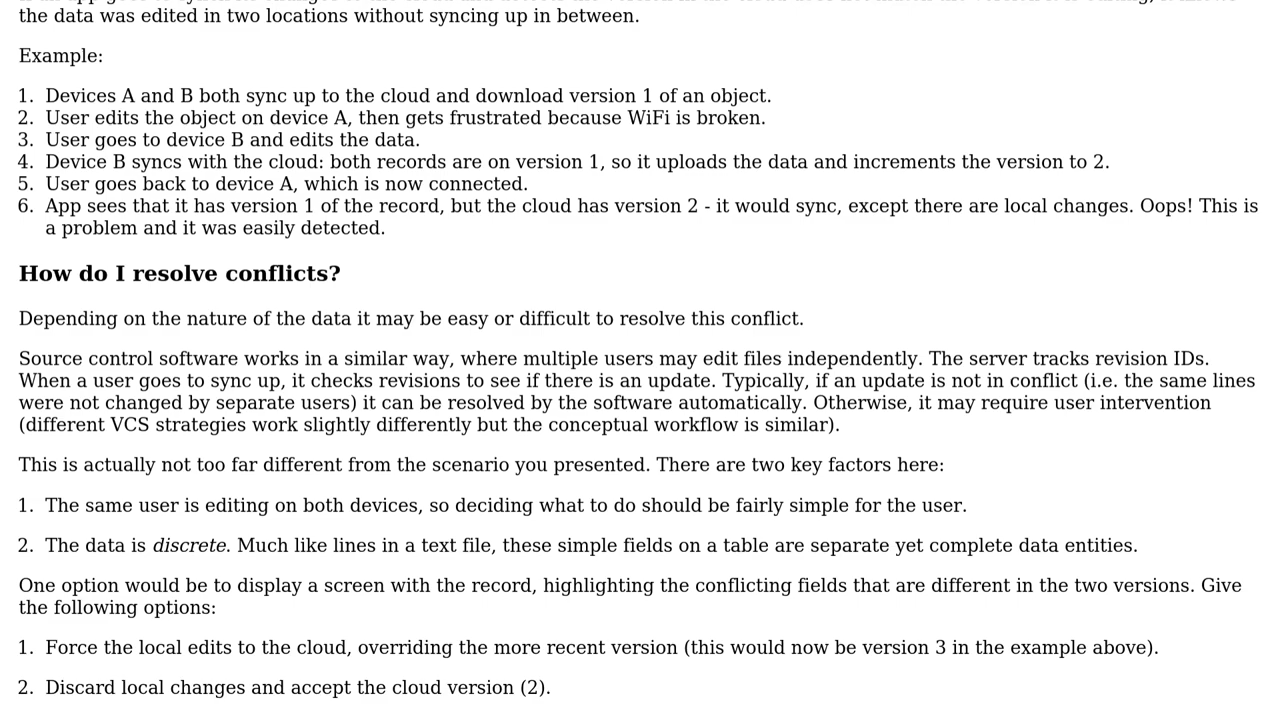 the data was edited in two locations without syncing up in between.
Example:
1. Devices A and B both sync up to the cloud and download version 1 of an object.
2. User edits the object on device A, then gets frustrated because WiFi is broken.
3. User goes to device B and edits the data.
4. Device B syncs with the cloud: both records are on version 1, so it uploads the data and increments the version to 2.
5. User goes back to device A, which is now connected.
6. App sees that it has version 1 of the record, but the cloud has version 2 - it would sync, except there are local changes. Oops! This is
a problem and it was easily detected.
How do I resolve conflicts?
Depending on the nature of the data it may be easy or difficult to resolve this conflict.
Source control software works in a similar way, where multiple users may edit files independently. The server tracks revision IDs.
When a user goes to sync up, it checks revisions to see if there is an update. Typically, if an update is not in conflict (i.e. the same lines
were not changed by separate users) it can be resolved by the software automatically. Otherwise, it may require user intervention
(different VCS strategies work slightly differently but the conceptual workflow is similar).
This is actually not too far different from the scenario you presented. There are two key factors here:
1. The same user is editing on both devices, so deciding what to do should be fairly simple for the user.
2. The data is discrete. Much like lines in a text file, these simple fields on a table are separate yet complete data entities.
One option would be to display a screen with the record, highlighting the conflicting fields that are different in the two versions. Give
the following options:
1. Force the local edits to the cloud, overriding the more recent version (this would now be version 3 in the example above).
2. Discard local changes and accept the cloud version (2).